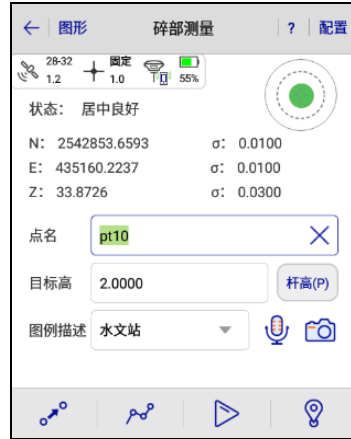 ← 图形 碎部测量 ? 配置
28-32 固定
1.2 1.0 55%
状态： 居中良好
N： 2542853.6593 σ： 0.0100
E： 435160.2237 σ： 0.0100
Z： 33.8726 σ： 0.0300
点名 pt10
目标高 2.0000 杆高(P)
图例描述 水文站